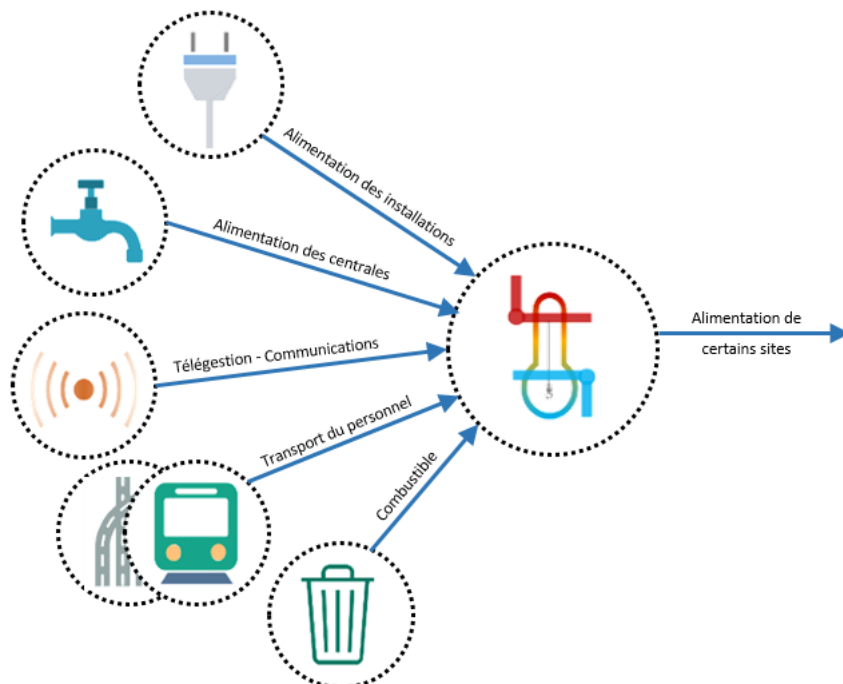 Alimentation des installations
Alimentation des centrales
Télégestion - Communications
Transport du personnel
Combustible
Alimentation de
certains sites